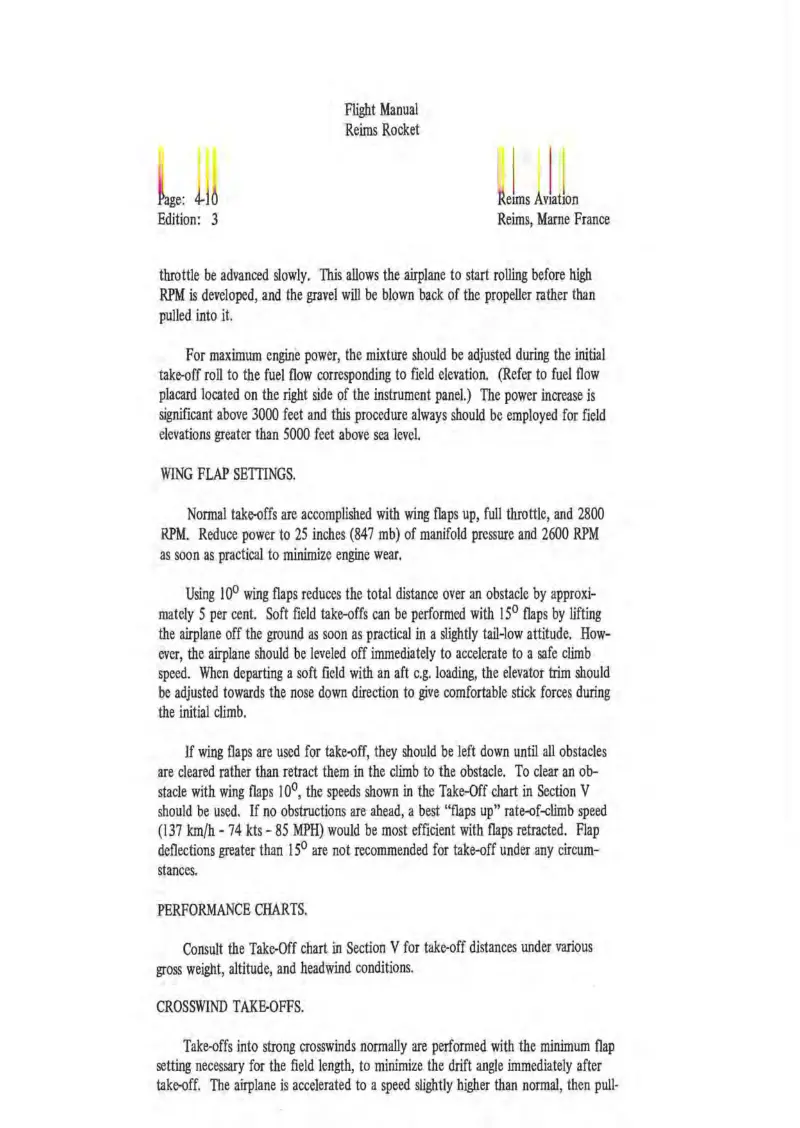 Flight Manual
Reims Rocket
Page: 4-10
Reims Aviation
Edition: 3
Reims, Marne France
throttle be advanced slowly. This allows the airplane to start rolling before high
RPM is developed, and the gravel will be blown back of the propeller rather than
pulled into it.
For maximum engine power, the mixture should be adjusted during the initial
take-off roll to the fuel flow corresponding to field elevation. (Refer to fuel flow
placard located on the right side of the instrument panel.) The power increase is
significant above 3000 feet and this procedure always should be employed for field
elevations greater than 5000 feet above sea level.
WING FLAP SETTINGS.
Normal take-offs are accomplished with wing flaps up, full throttle, and 2800
RPM. Reduce power to 25 inches (847 mb) of manifold pressure and 2600 RPM
as soon as practical to minimize engine wear.
Using 10⁰ wing flaps reduces the total distance over an obstacle by approxi-
mately 5 per cent. Soft field take-offs can be performed with 15⁰ flaps by lifting
the airplane off the ground as soon as practical in a slightly tail-low attitude. How-
ever, the airplane should be leveled off immediately to accelerate to a safe climb
speed. When departing a soft field with an aft c.g. loading, the elevator trim should
be adjusted towards the nose down direction to give comfortable stick forces during
the initial climb.
If wing flaps are used for take-off, they should be left down until all obstacles
are cleared rather than retract them in the climb to the obstacle. To clear an ob-
stacle with wing flaps 10⁰, the speeds shown in the Take-Off chart in Section V
should be used. If no obstructions are ahead, a best “flaps up” rate-of-climb speed
(137 km/h - 74 kts - 85 MPH) would be most efficient with flaps retracted. Flap
deflections greater than 15⁰ are not recommended for take-off under any circum-
stances.
PERFORMANCE CHARTS.
Consult the Take-Off chart in Section V for take-off distances under various
gross weight, altitude, and headwind conditions.
CROSSWIND TAKE-OFFS.
Take-offs into strong crosswinds normally are performed with the minimum flap
setting necessary for the field length, to minimize the drift angle immediately after
take-off. The airplane is accelerated to a speed slightly higher than normal, then pull-